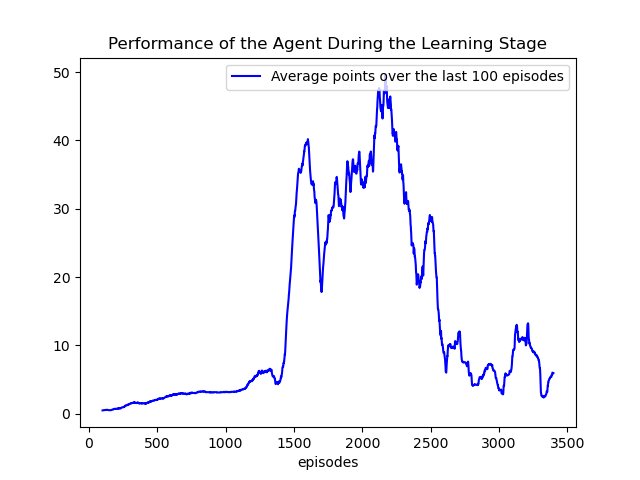 Performance of the Agent During the Learning Stage
Average points over the last 100 episodes
50
40
30
20
10
0
0 500 1000 1500 2000 2500 3000 3500
episodes